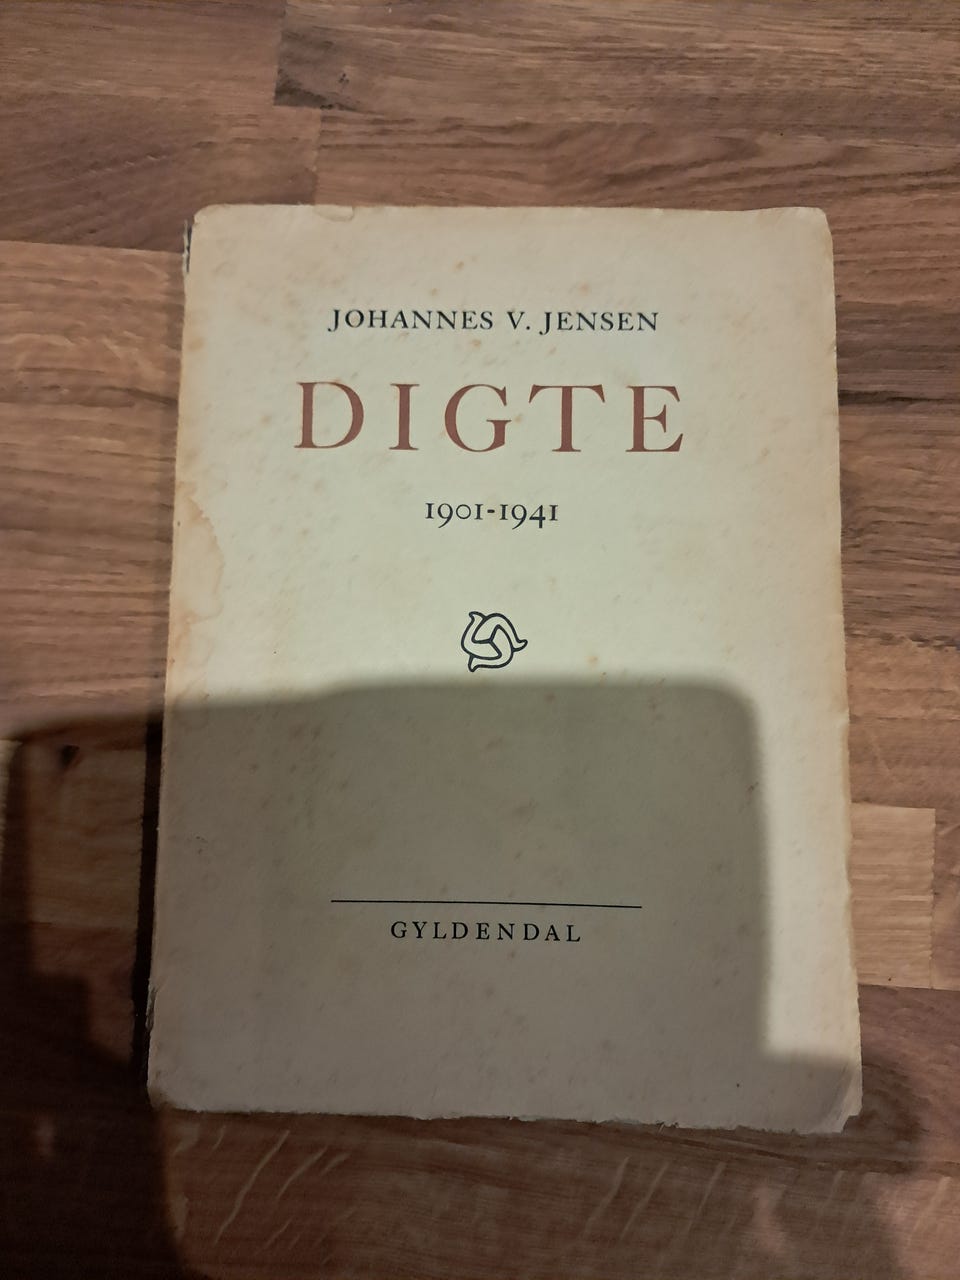 JOHANNES V. JENSEN
DIGTE
1901-1941
GYLDENDAL